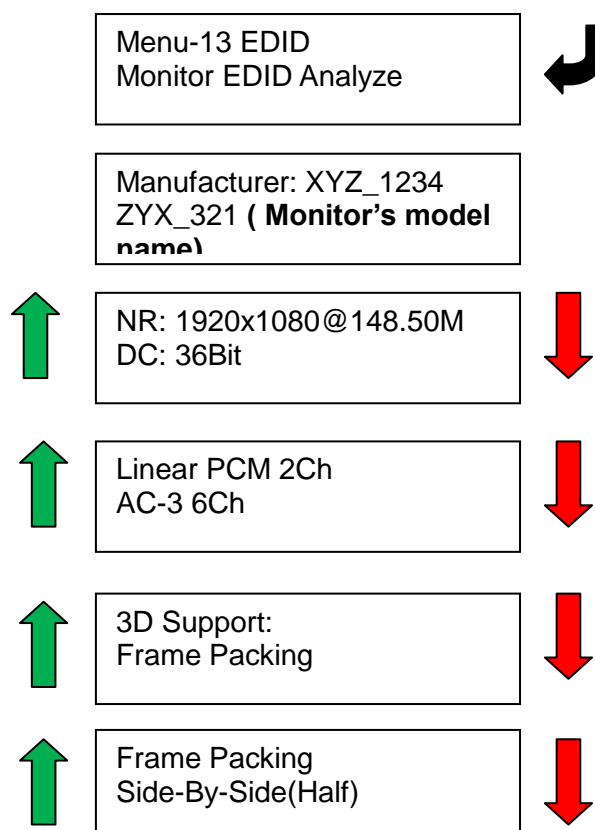 Menu-13 EDID
Monitor EDID Analyze
Manufacturer: XYZ_1234
ZYX_321 ( Monitor's model
name)
NR: 1920x1080@148.50M
DC: 36Bit
Linear PCM 2Ch
AC-3 6Ch
3D Support:
Frame Packing
Frame Packing
Side-By-Side(Half)